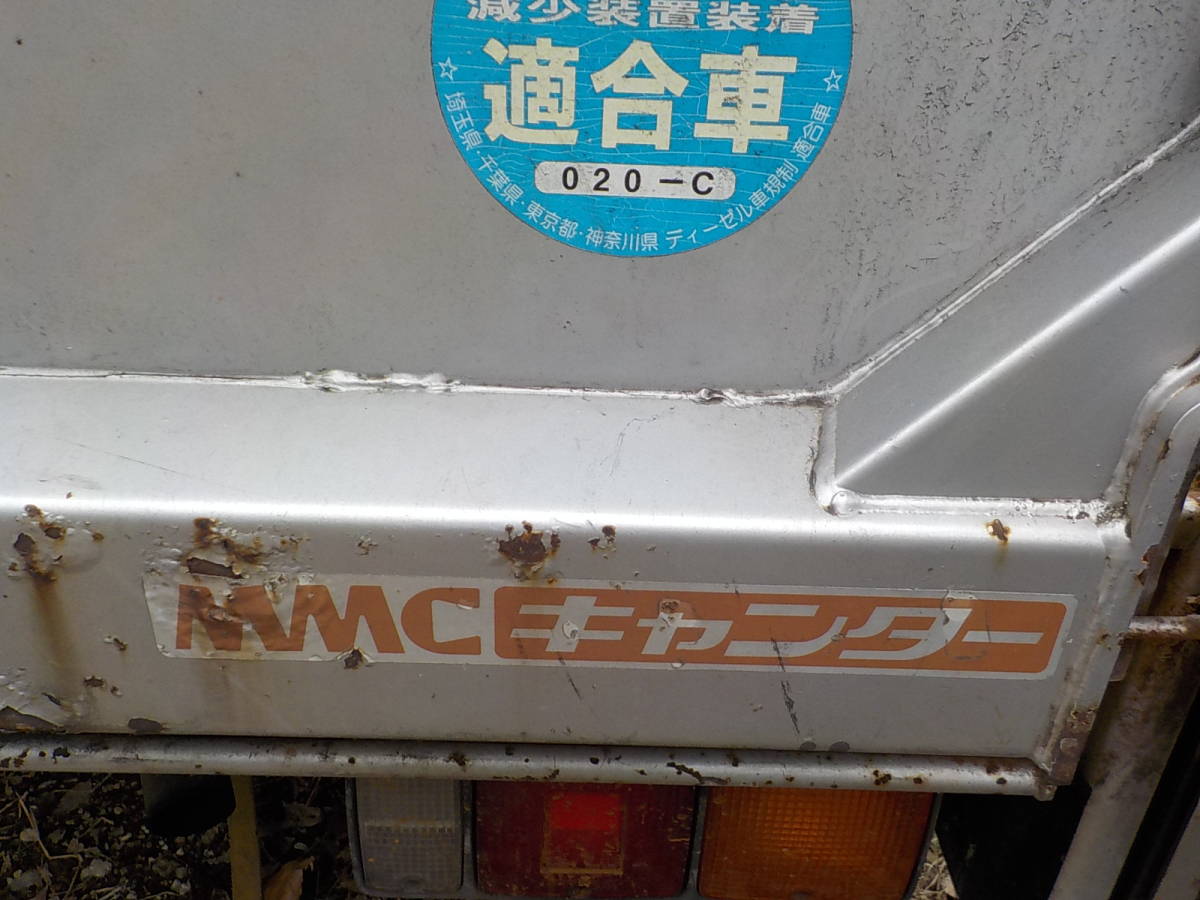 減少装置装着
適合車
020-C
☆埼玉県・千葉県・東京都・神奈川県 ディーゼル車規制 適合車☆
MMCキャンター